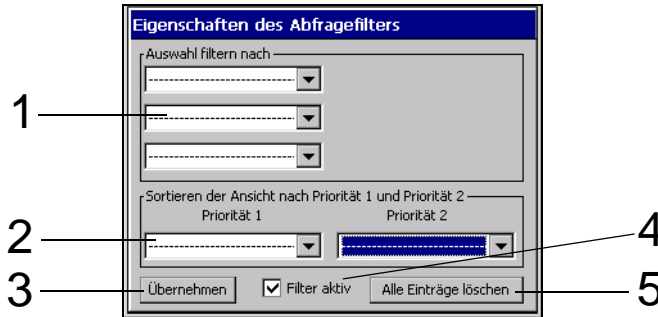 Eigenschaften des Abfragefilters
Auswahl filtern nach
1
Sortieren der Ansicht nach Priorität 1 und Priorität 2
Priorität 1 Priorität 2
2
4
3 Übernehmen Filter aktiv Alle Einträge löschen 5